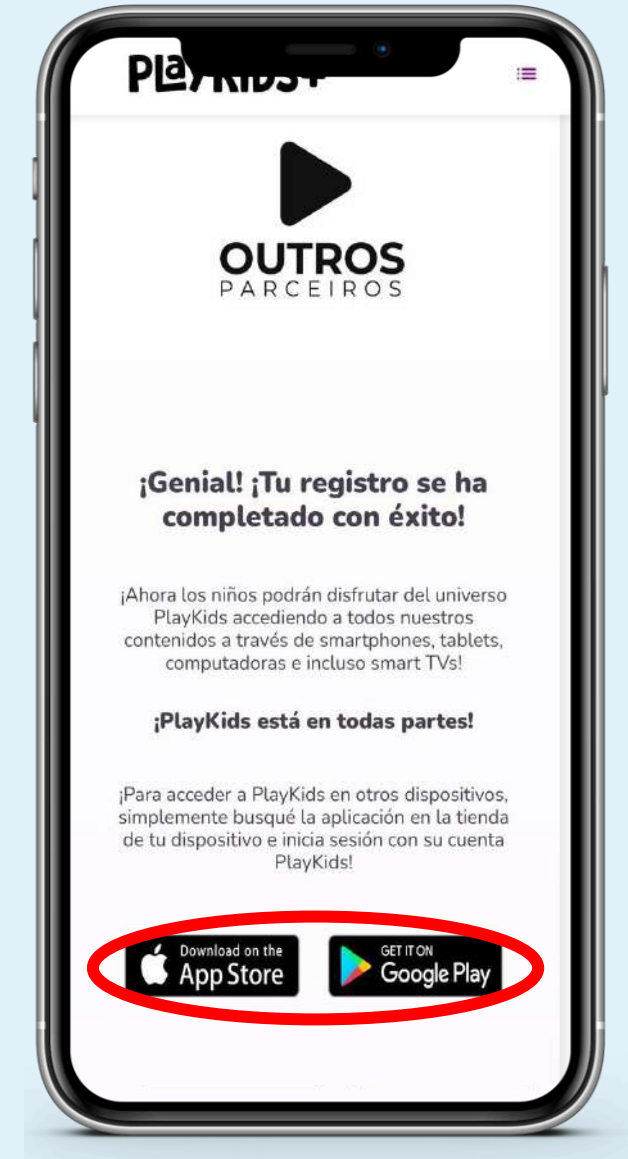 PLAYKIDS+
OUTROS
PARCEIROS
¡Genial! ¡Tu registro se ha
completado con éxito!
¡Ahora los niños podrán disfrutar del universo
PlayKids accediendo a todos nuestros
contenidos a través de smartphones, tablets,
computadoras e incluso smart TVs!
¡PlayKids está en todas partes!
¡Para acceder a PlayKids en otros dispositivos,
simplemente busqué la aplicación en la tienda
de tu dispositivo e inicia sesión con su cuenta
PlayKids!
Download on the
App Store
GET IT ON
Google Play